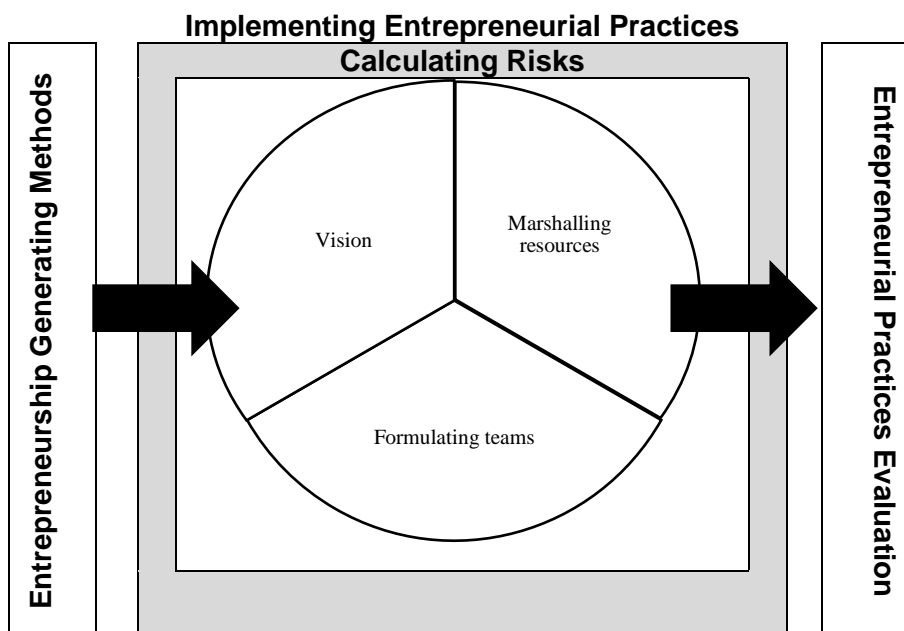 Implementing Entrepreneurial Practices
Calculating Risks
Entrepreneurship Generating Methods
Vision
Marshalling
resources
Formulating teams
Entrepreneurial Practices Evaluation